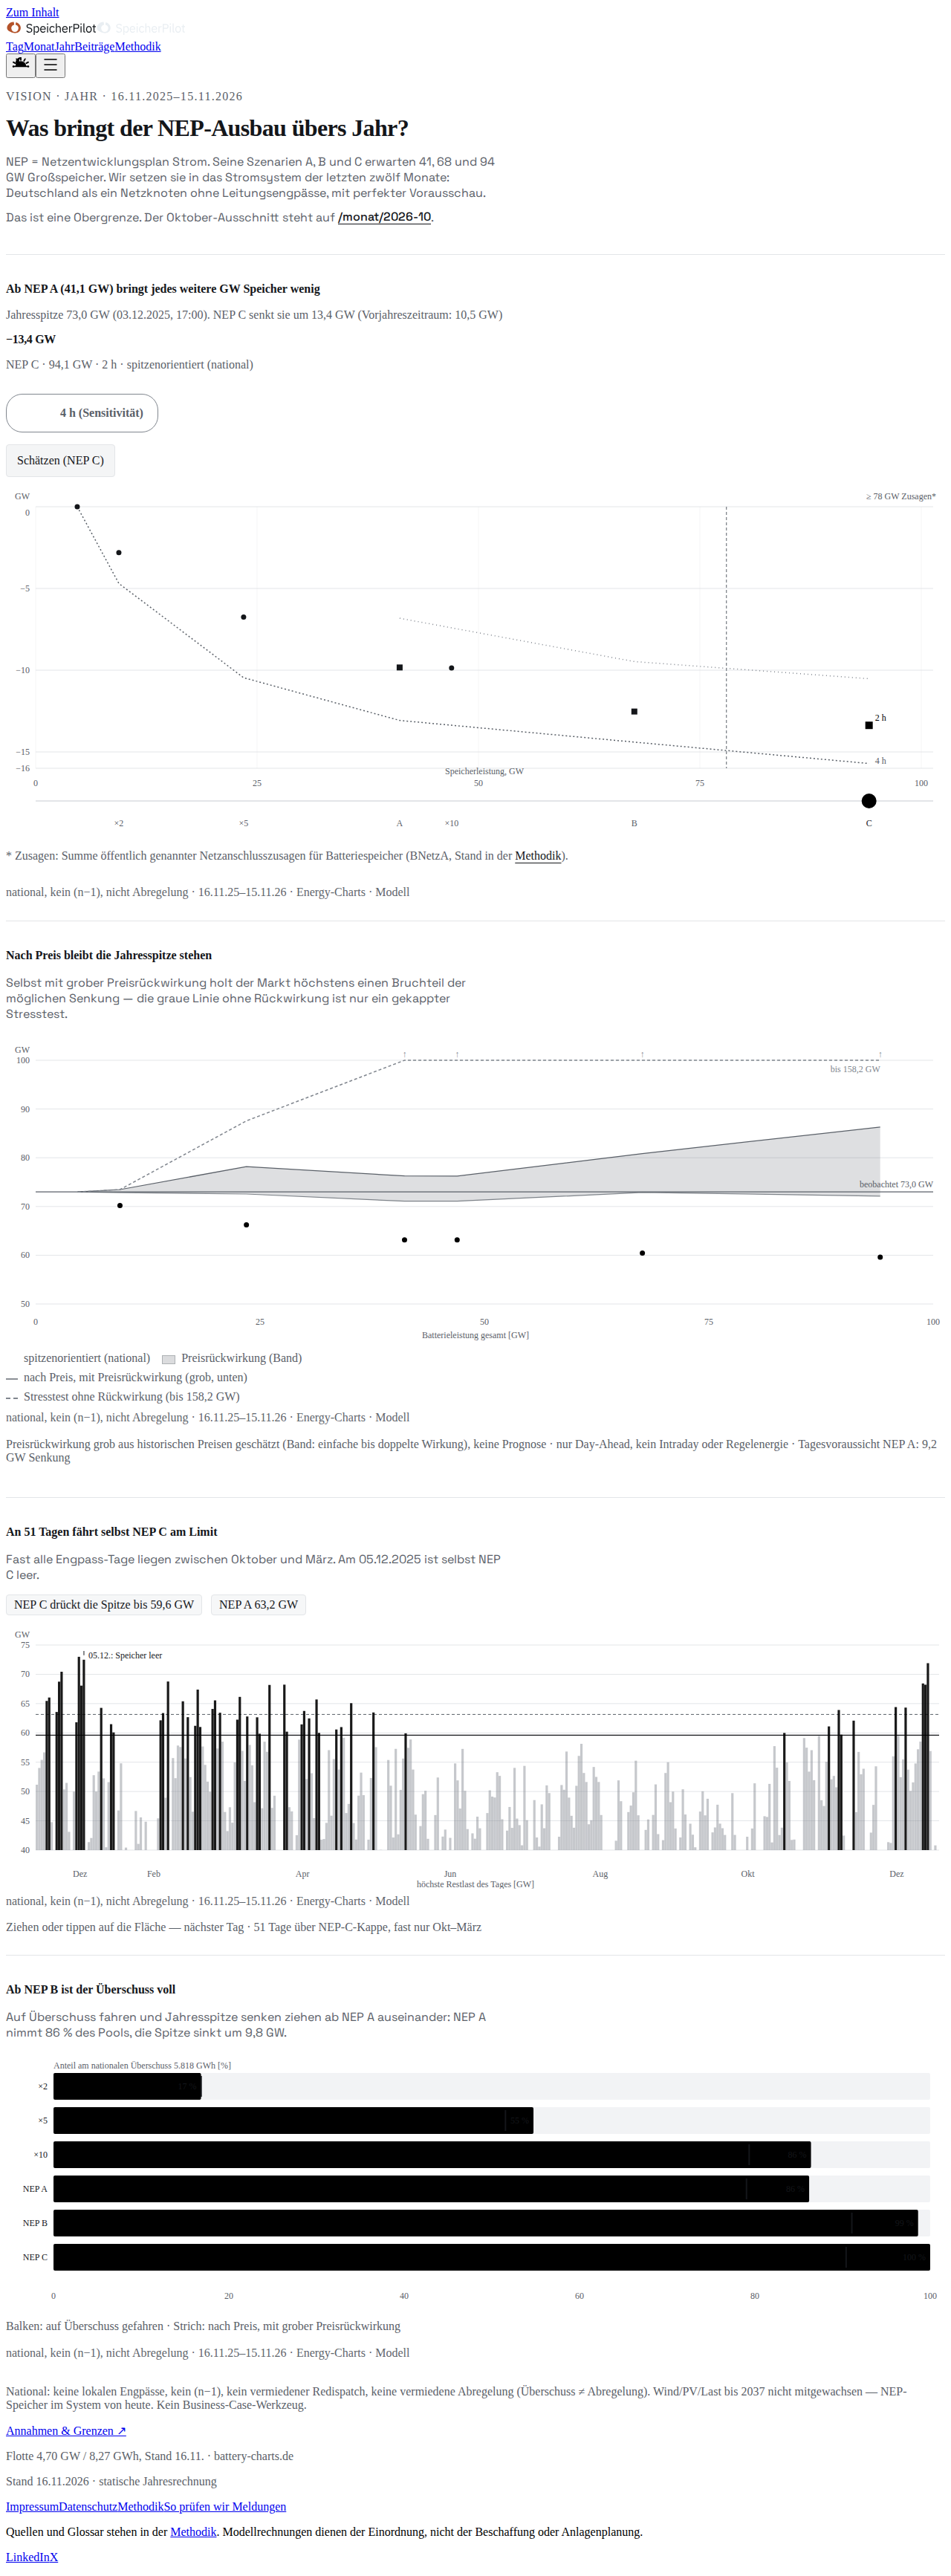 Zum Inhalt
SpeicherPilot SpeicherPilot
TagMonatJahrBeiträgeMethodik
VISION · JAHR · 16.11.2025–15.11.2026
Was bringt der NEP-Ausbau übers Jahr?
NEP = Netzentwicklungsplan Strom. Seine Szenarien A, B und C erwarten 41, 68 und 94
GW Großspeicher. Wir setzen sie in das Stromsystem der letzten zwölf Monate:
Deutschland als ein Netzknoten ohne Leitungsengpässe, mit perfekter Vorausschau.
Das ist eine Obergrenze. Der Oktober-Ausschnitt steht auf /monat/2026-10.
Ab NEP A (41,1 GW) bringt jedes weitere GW Speicher wenig
Jahresspitze 73,0 GW (03.12.2025, 17:00). NEP C senkt sie um 13,4 GW (Vorjahreszeitraum: 10,5 GW)
−13,4 GW
NEP C · 94,1 GW · 2 h · spitzenorientiert (national)
4 h (Sensitivität)
Schätzen (NEP C)
GW
≥ 78 GW Zusagen*
0
−5
−10
−15
−16
2 h
4 h
Speicherleistung, GW
0 25 50 75 100
×2 ×5 A ×10 B C
* Zusagen: Summe öffentlich genannter Netzanschlusszusagen für Batteriespeicher (BNetzA, Stand in der Methodik).
national, kein (n−1), nicht Abregelung · 16.11.25–15.11.26 · Energy-Charts · Modell
Nach Preis bleibt die Jahresspitze stehen
Selbst mit grober Preisrückwirkung holt der Markt höchstens einen Bruchteil der
möglichen Senkung — die graue Linie ohne Rückwirkung ist nur ein gekappter
Stresstest.
GW
100
90
80
70
60
50
↑ ↑ ↑ ↑
bis 158,2 GW
beobachtet 73,0 GW
0 25 50 75 100
Batterieleistung gesamt [GW]
spitzenorientiert (national) Preisrückwirkung (Band)
nach Preis, mit Preisrückwirkung (grob, unten)
Stresstest ohne Rückwirkung (bis 158,2 GW)
national, kein (n−1), nicht Abregelung · 16.11.25–15.11.26 · Energy-Charts · Modell
Preisrückwirkung grob aus historischen Preisen geschätzt (Band: einfache bis doppelte Wirkung), keine Prognose · nur Day-Ahead, kein Intraday oder Regelenergie · Tagesvoraussicht NEP A: 9,2
GW Senkung
An 51 Tagen fährt selbst NEP C am Limit
Fast alle Engpass-Tage liegen zwischen Oktober und März. Am 05.12.2025 ist selbst NEP
C leer.
NEP C drückt die Spitze bis 59,6 GW NEP A 63,2 GW
GW
75
70
65
60
55
50
45
40
05.12.: Speicher leer
Dez Feb Apr Jun Aug Okt Dez
höchste Restlast des Tages [GW]
national, kein (n−1), nicht Abregelung · 16.11.25–15.11.26 · Energy-Charts · Modell
Ziehen oder tippen auf die Fläche — nächster Tag · 51 Tage über NEP-C-Kappe, fast nur Okt–März
Ab NEP B ist der Überschuss voll
Auf Überschuss fahren und Jahresspitze senken ziehen ab NEP A auseinander: NEP A
nimmt 86 % des Pools, die Spitze sinkt um 9,8 GW.
Anteil am nationalen Überschuss 5.818 GWh [%]
×2
×5
×10
NEP A
NEP B
NEP C
0 20 40 60 80 100
Balken: auf Überschuss gefahren · Strich: nach Preis, mit grober Preisrückwirkung
national, kein (n−1), nicht Abregelung · 16.11.25–15.11.26 · Energy-Charts · Modell
National: keine lokalen Engpässe, kein (n−1), kein vermiedener Redispatch, keine vermiedene Abregelung (Überschuss ≠ Abregelung). Wind/PV/Last bis 2037 nicht mitgewachsen — NEP-
Speicher im System von heute. Kein Business-Case-Werkzeug.
Annahmen & Grenzen ↗
Flotte 4,70 GW / 8,27 GWh, Stand 16.11. · battery-charts.de
Stand 16.11.2026 · statische Jahresrechnung
ImpressumDatenschutzMethodikSo prüfen wir Meldungen
Quellen und Glossar stehen in der Methodik. Modellrechnungen dienen der Einordnung, nicht der Beschaffung oder Anlagenplanung.
LinkedInX